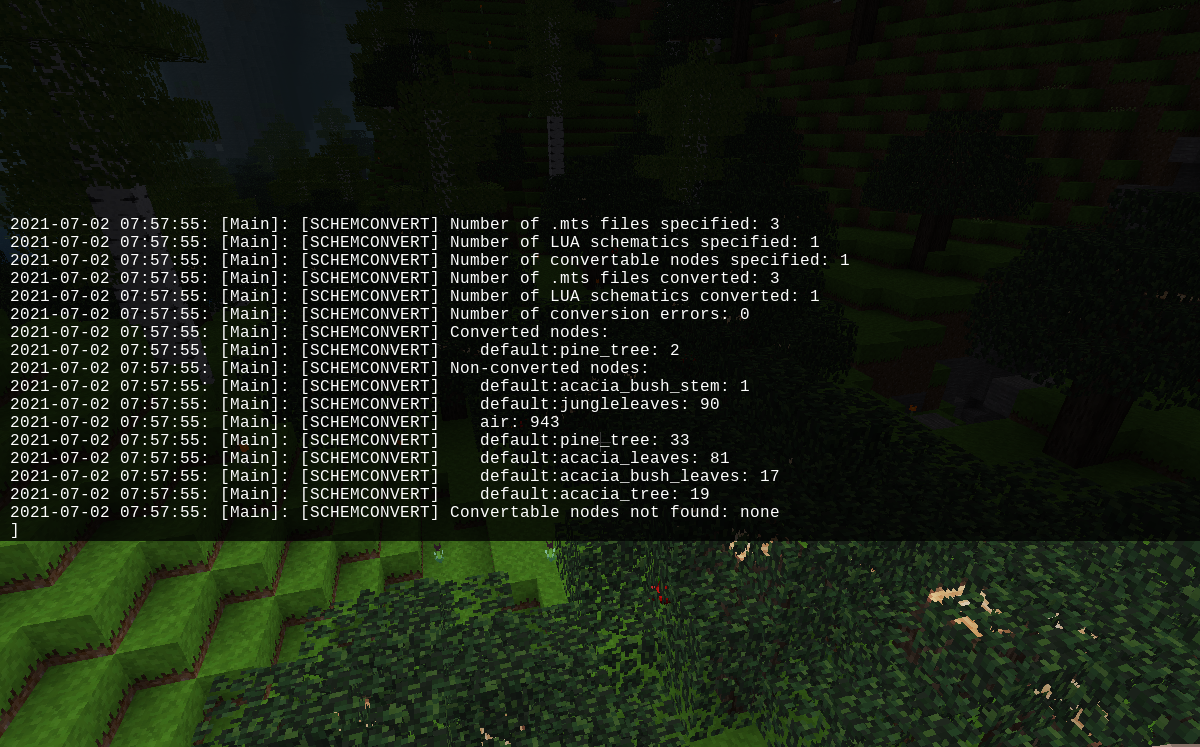 2021-07-02 07:57:55: [Main]: [SCHEMCONVERT] Number of .mts files specified: 3
2021-07-02 07:57:55: [Main]: [SCHEMCONVERT] Number of LUA schematics specified: 1
2021-07-02 07:57:55: [Main]: [SCHEMCONVERT] Number of convertable nodes specified: 1
2021-07-02 07:57:55: [Main]: [SCHEMCONVERT] Number of .mts files converted: 3
2021-07-02 07:57:55: [Main]: [SCHEMCONVERT] Number of LUA schematics converted: 1
2021-07-02 07:57:55: [Main]: [SCHEMCONVERT] Number of conversion errors: 0
2021-07-02 07:57:55: [Main]: [SCHEMCONVERT] Converted nodes:
2021-07-02 07:57:55: [Main]: [SCHEMCONVERT]    default:pine_tree: 2
2021-07-02 07:57:55: [Main]: [SCHEMCONVERT] Non-converted nodes:
2021-07-02 07:57:55: [Main]: [SCHEMCONVERT]    default:acacia_bush_stem: 1
2021-07-02 07:57:55: [Main]: [SCHEMCONVERT]    default:jungleleaves: 90
2021-07-02 07:57:55: [Main]: [SCHEMCONVERT]    air: 943
2021-07-02 07:57:55: [Main]: [SCHEMCONVERT]    default:pine_tree: 33
2021-07-02 07:57:55: [Main]: [SCHEMCONVERT]    default:acacia_leaves: 81
2021-07-02 07:57:55: [Main]: [SCHEMCONVERT]    default:acacia_bush_leaves: 17
2021-07-02 07:57:55: [Main]: [SCHEMCONVERT]    default:acacia_tree: 19
2021-07-02 07:57:55: [Main]: [SCHEMCONVERT] Convertable nodes not found: none
]